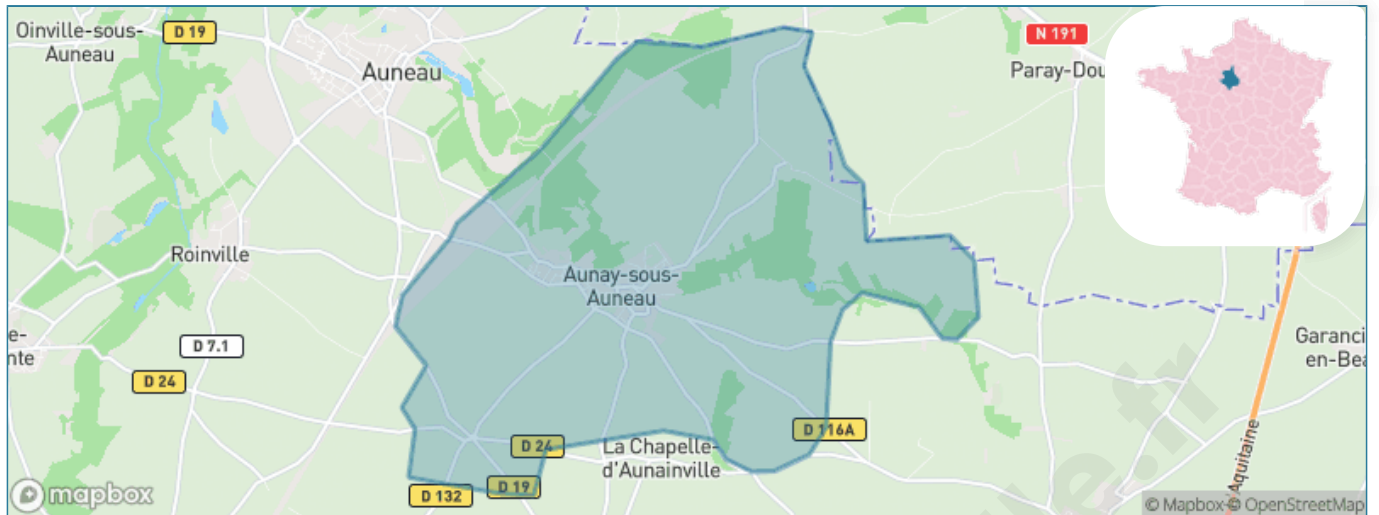 Oinville-sous-
Auneau
D 19
Auneau
N 191
Paray-Dou
Roinville
Aunay-sous-
Auneau
e-
nte
D 7.1
D 24
Garanci
en-Bea
D 24
La Chapelle-
d'Aunainville
D 116A
D 19
D 132
d'Aquitaine
mapbox
© Mapbox © OpenStreetMap